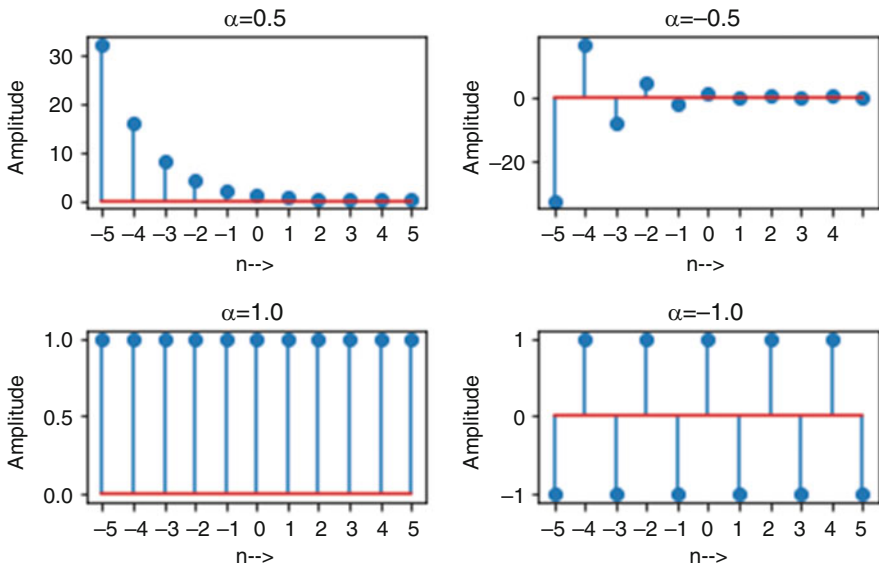 α=0.5
30
20
10
0
Amplitude
−5 −4 −3 −2 −1 0 1 2 3 4 5
n-->
α=−0.5
0
−20
Amplitude
−5 −4 −3 −2 −1 0 1 2 3 4
n-->
α=1.0
1.0
0.5
0.0
Amplitude
−5 −4 −3 −2 −1 0 1 2 3 4 5
n-->
α=−1.0
1
0
−1
Amplitude
−5 −4 −3 −2 −1 0 1 2 3 4 5
n-->